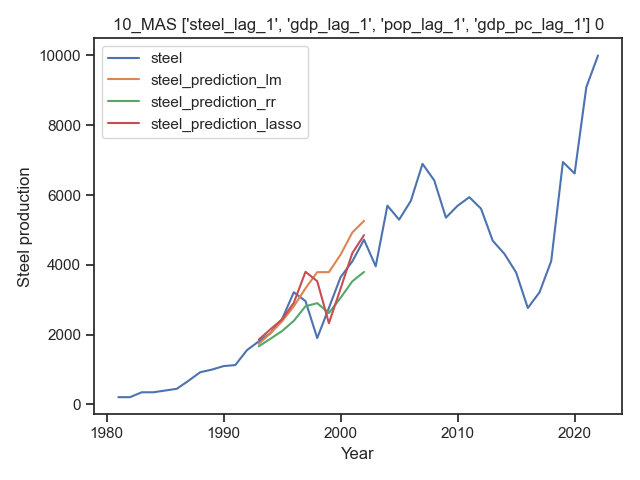 10_MAS ['steel_lag_1', 'gdp_lag_1', 'pop_lag_1', 'gdp_pc_lag_1'] 0
steel
steel_prediction_lm
steel_prediction_rr
steel_prediction_lasso
10000
8000
6000
4000
2000
0
Steel production
1980
1990
2000
2010
2020
Year